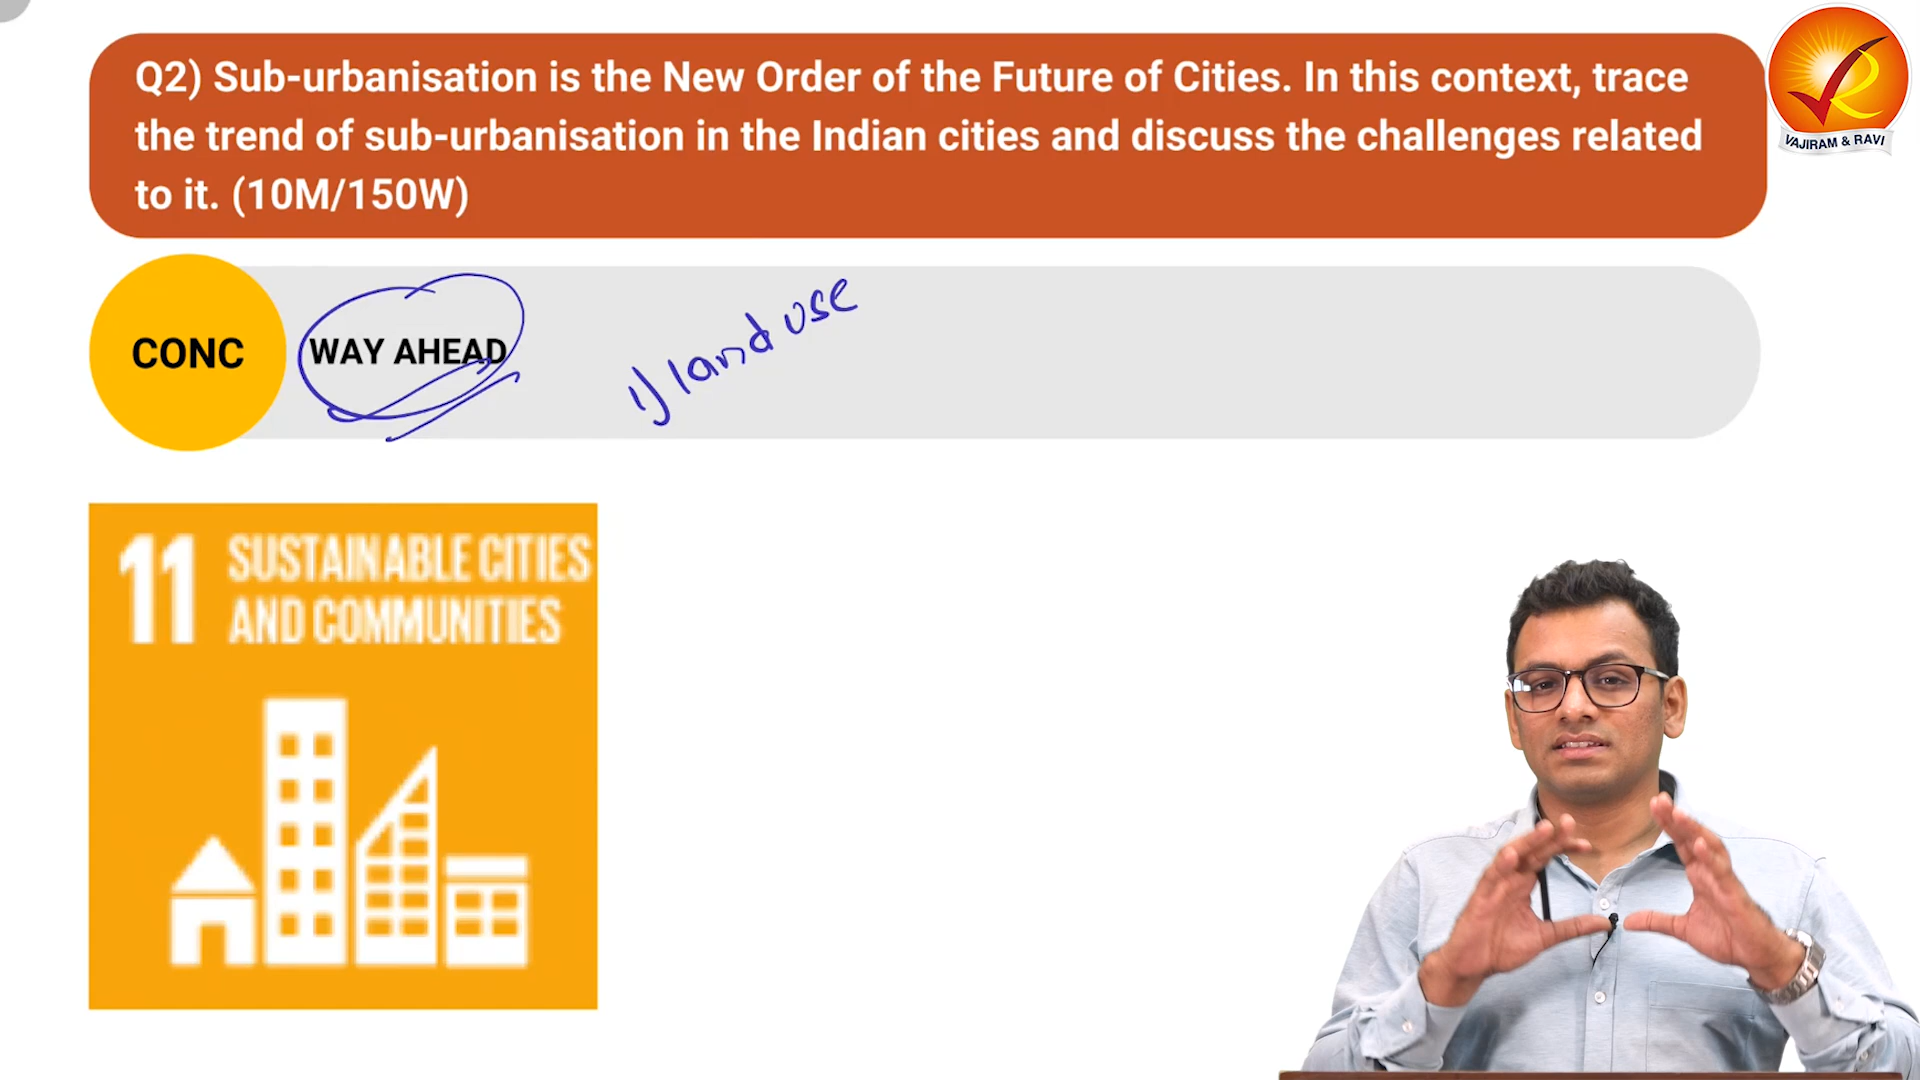 Q2) Sub-urbanisation is the New Order of the Future of Cities. In this context, trace
the trend of sub-urbanisation in the Indian cities and discuss the challenges related
to it. (10M/150W)
VAJIRAM & RAVI
CONC
WAY AHEAD
1) land use
11 SUSTAINABLE CITIES
AND COMMUNITIES